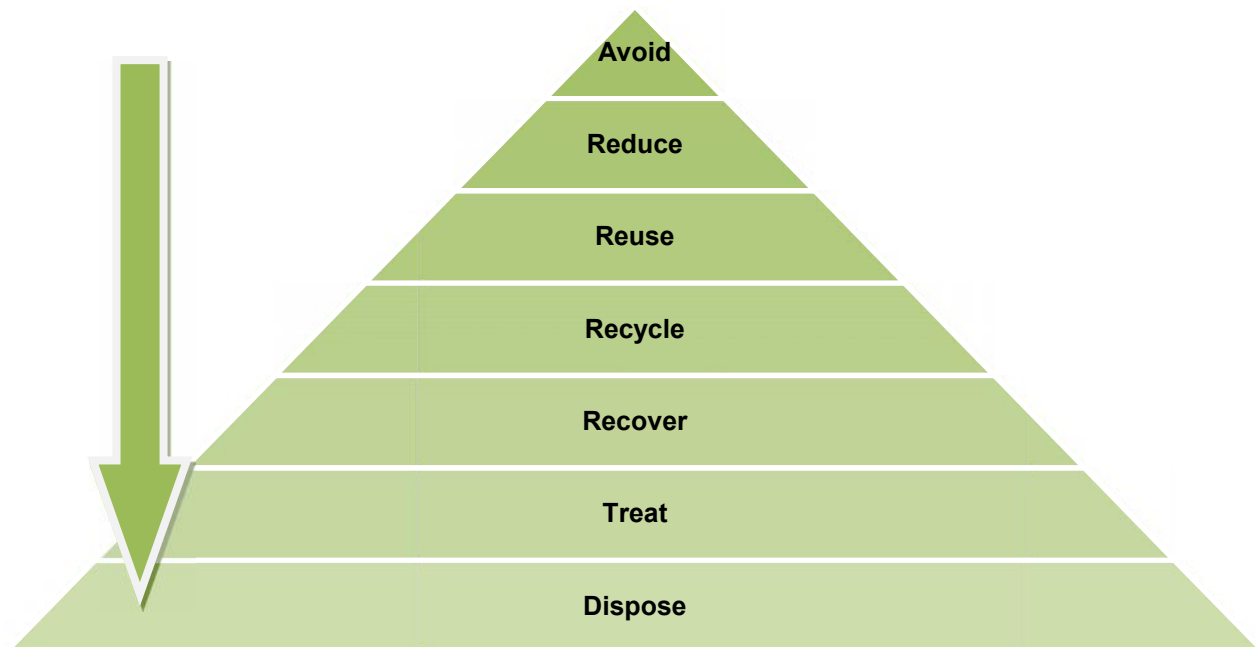 Avoid
Reduce
Reuse
Recycle
Recover
Treat
Dispose